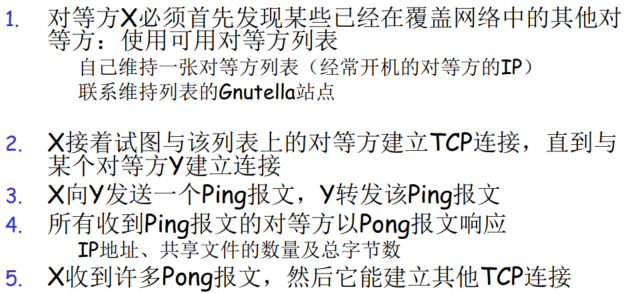 1. 对等方X必须首先发现某些已经在覆盖网络中的其他对
等方：使用可用对等方列表
自己维持一张对等方列表（经常开机的对等方的IP）
联系维持列表的Gnutella站点
2. X接着试图与该列表上的对等方建立TCP连接，直到与
某个对等方Y建立连接
3. X向Y发送一个Ping报文，Y转发该Ping报文
4. 所有收到Ping报文的对等方以Pong报文响应
IP地址、共享文件的数量及总字节数
5. X收到许多Pong报文，然后它能建立其他TCP连接